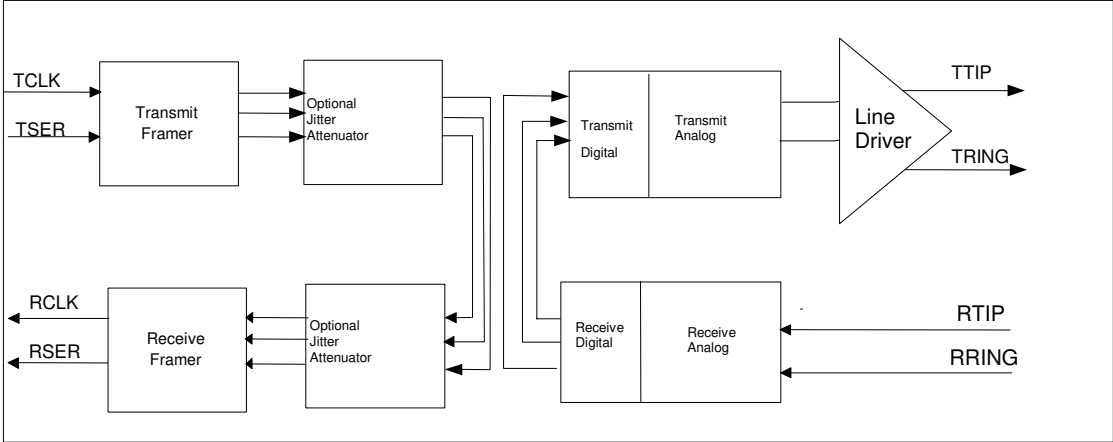 TCLK
TSER
Transmit
Framer
Optional
Jitter
Attenuator
Transmit
Digital
Transmit
Analog
Line
Driver
TTIP
TRING
RCLK
RSER
Receive
Framer
Optional
Jitter
Attenuator
Receive
Digital
Receive
Analog
RTIP
RRING